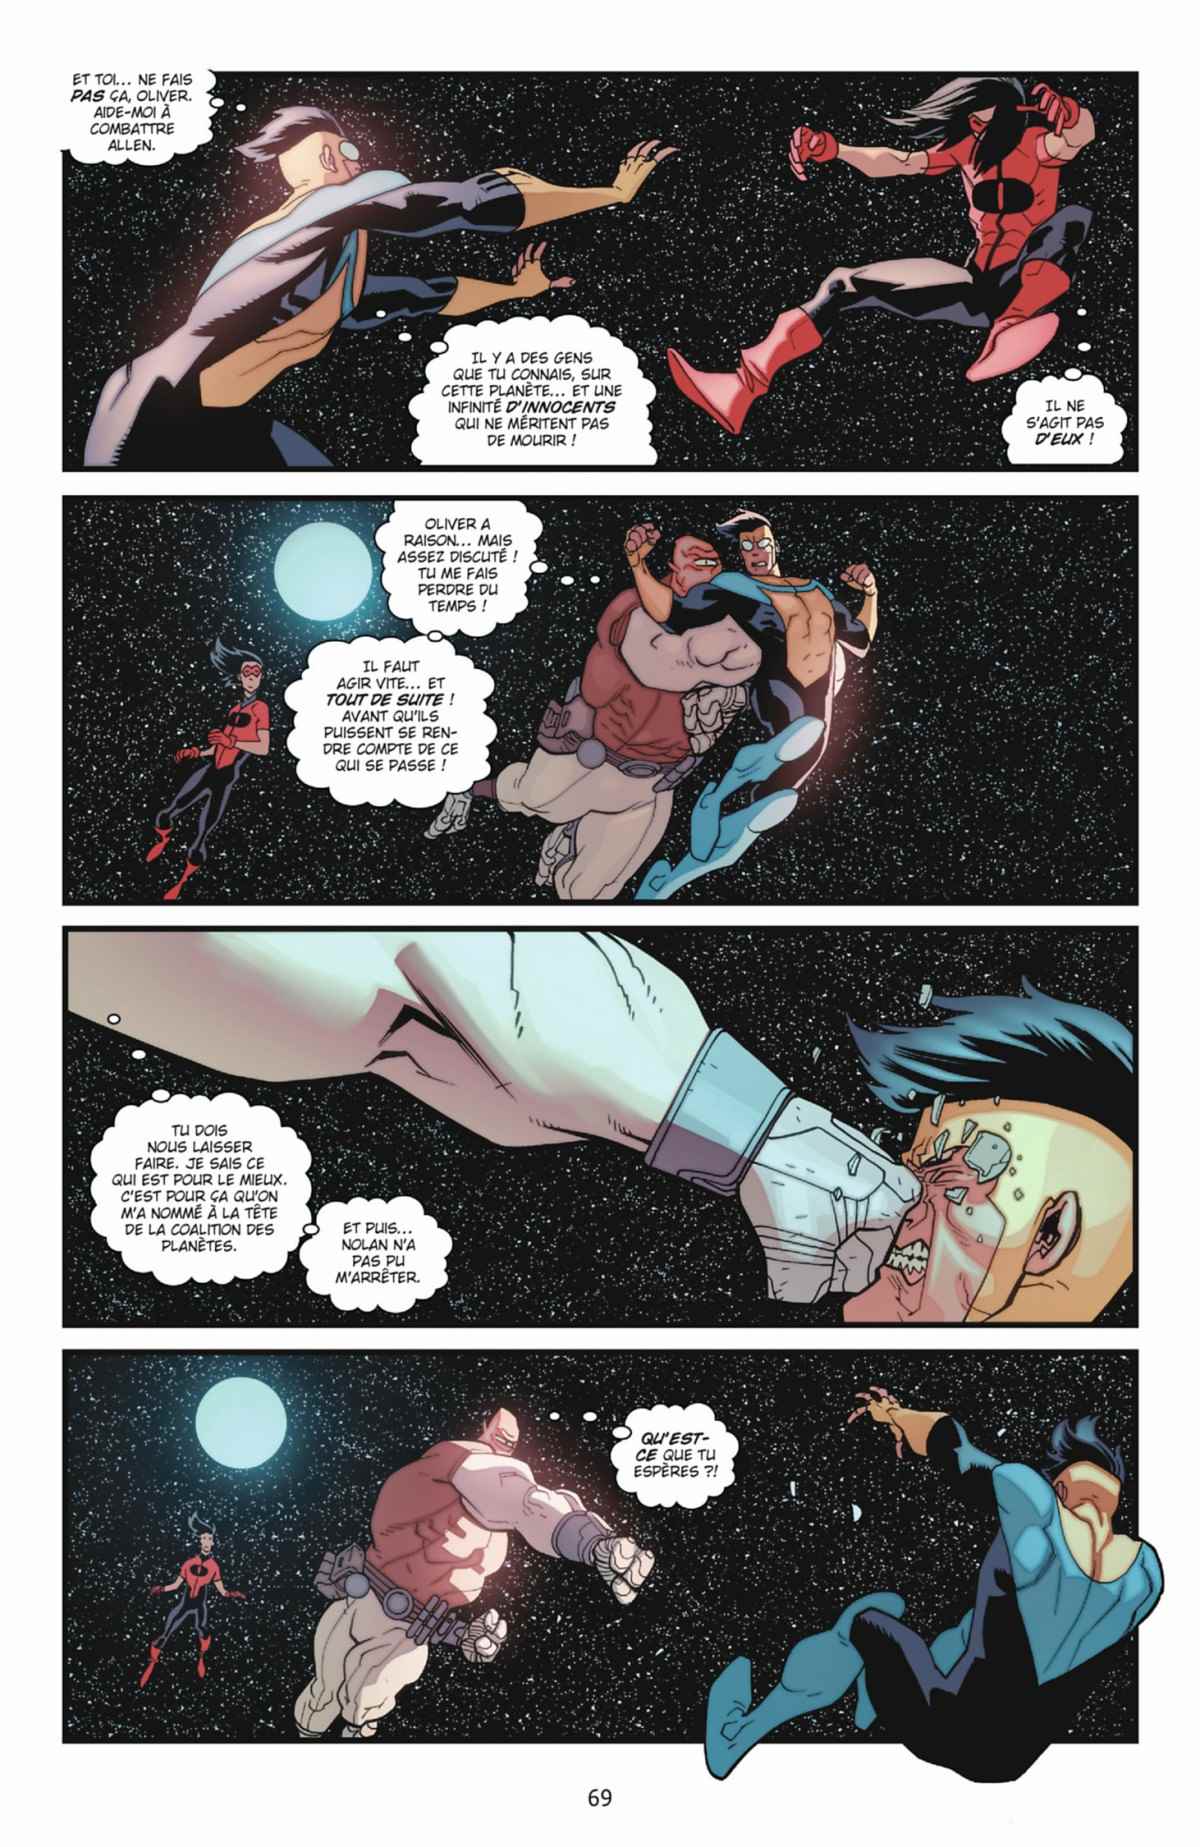 ET TOI... NE FAIS
PAS ÇA, OLIVER.
AIDE-MOI À
COMBATTRE
ALLEN.
IL Y A DES GENS
QUE TU CONNAIS, SUR
CETTE PLANÈTE... ET UNE
INFINITÉ D'INNOCENTS
QUI NE MÉRITENT PAS
DE MOURIR !
IL NE
S'AGIT PAS
D'EUX !
OLIVER A
RAISON... MAIS
ASSEZ DISCUTÉ !
TU ME FAIS
PERDRE DU
TEMPS !
IL FAUT
AGIR VITE... ET
TOUT DE SUITE !
AVANT QU'ILS
PUISSENT SE REN-
DRE COMPTE DE CE
QUI SE PASSE !
TU DOIS
NOUS LAISSER
FAIRE. JE SAIS CE
QUI EST POUR LE MIEUX.
C'EST POUR ÇA QU'ON
M'A NOMMÉ À LA TÊTE
DE LA COALITION DES
PLANÈTES.
ET PUIS...
NOLAN N'A
PAS PU
M'ARRÊTER.
QU'EST-
CE QUE TU
ESPÈRES ?!
69